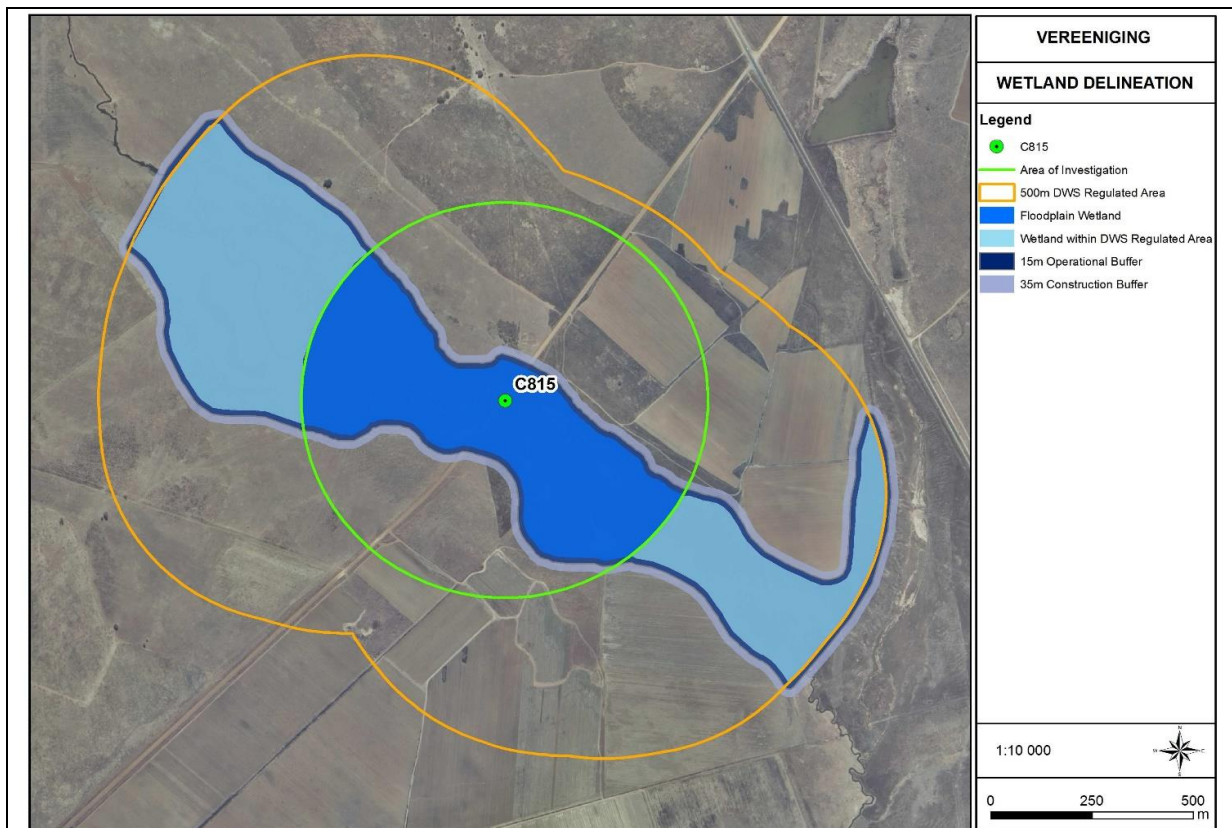 C815
VEREENIGING
WETLAND DELINEATION
Legend
C815
Area of Investigation
500m DWS Regulated Area
Floodplain Wetland
Wetland within DWS Regulated Area
15m Operational Buffer
35m Construction Buffer
1:10 000
N
W
E
S
0 250 500
m